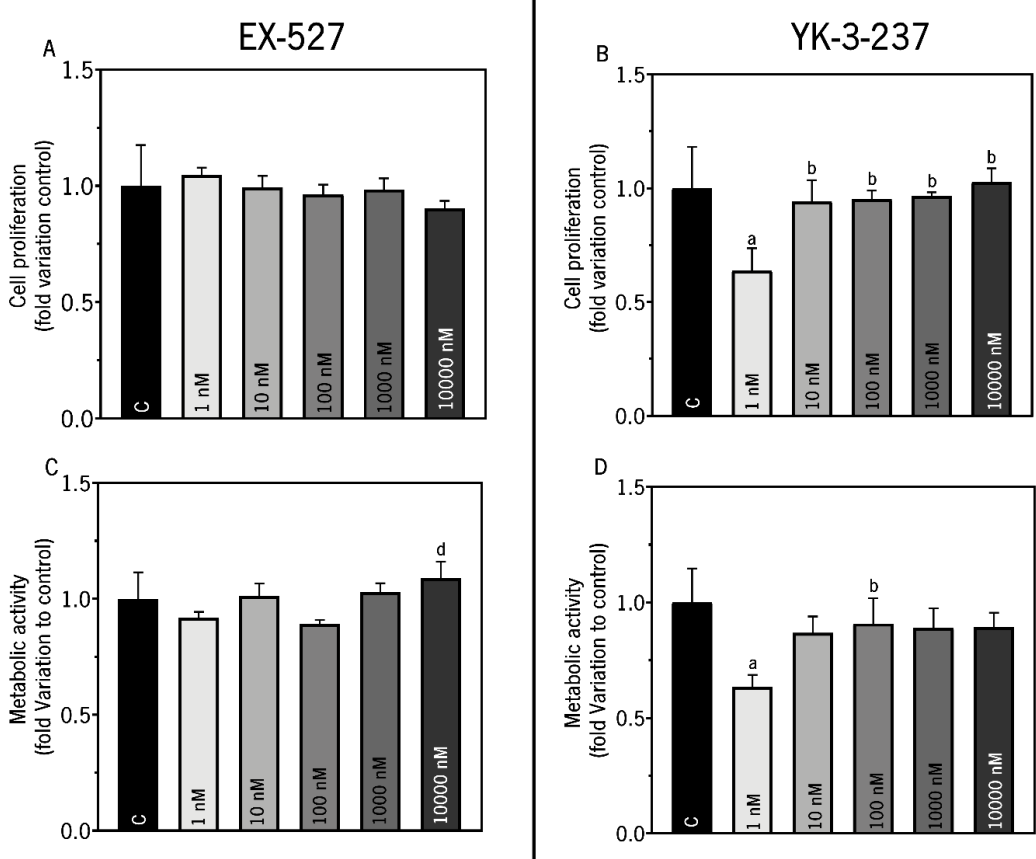 EX-527
YK-3-237
A
Cell proliferation
(fold variation control)
1.5
1.0
0.5
0.0
C
1 nM
10 nM
100 nM
1000 nM
10000 nM
B
Cell proliferation
(fold variation control)
1.5
1.0
0.5
0.0
a
b
b
b
b
C
1 nM
10 nM
100 nM
1000 nM
10000 nM
C
Metabolic activity
(fold Variation to control)
1.5
1.0
0.5
0.0
d
C
1 nM
10 nM
100 nM
1000 nM
10000 nM
D
Metabolic activity
(fold Variation to control)
1.5
1.0
0.5
0.0
a
b
C
1 nM
10 nM
100 nM
1000 nM
10000 nM